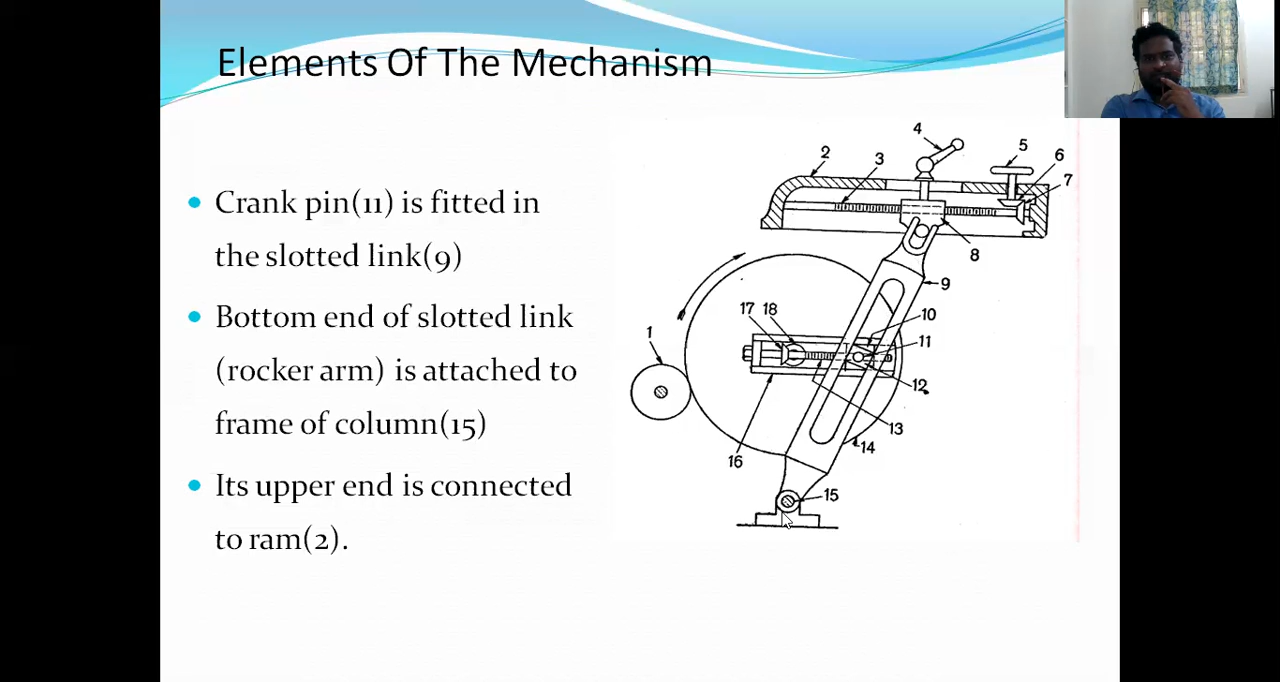 Elements Of The Mechanism
Crank pin(11) is fitted in
the slotted link(9)
Bottom end of slotted link
(rocker arm) is attached to
frame of column(15)
Its upper end is connected
to ram(2).
4
2
3
5
6
7
8
9
17
18
10
1
11
12
13
14
16
15